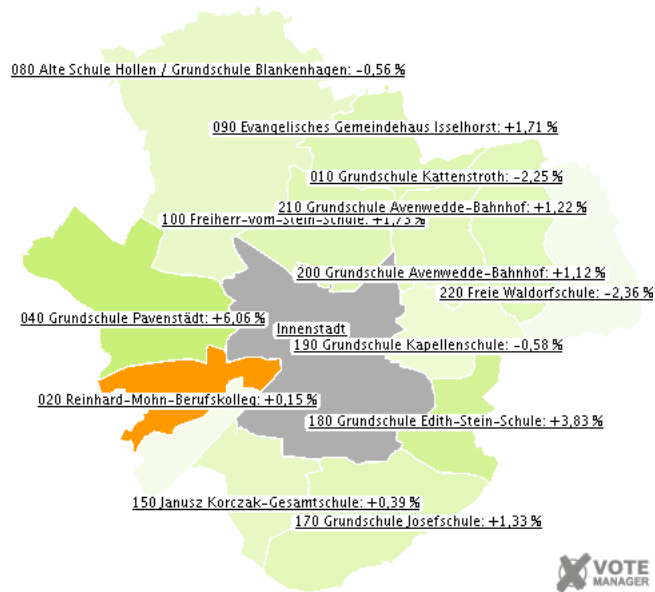 080 Alte Schule Hollen / Grundschule Blankenhagen: -0,56 %
090 Evangelisches Gemeindehaus Isselhorst: +1,71 %
010 Grundschule Kattenstroth: -2,25 %
210 Grundschule Avenwedde-Bahnhof: +1,22 %
100 Freiherr-vom-Stein-Schule: +1,73 %
200 Grundschule Avenwedde-Bahnhof: +1,12 %
220 Freie Waldorfschule: -2,36 %
040 Grundschule Pavenstädt: +6,06 %
Innenstadt
190 Grundschule Kapellenschule: -0,58 %
020 Reinhard-Mohn-Berufskolleg: +0,15 %
180 Grundschule Edith-Stein-Schule: +3,83 %
150 Janusz Korczak-Gesamtschule: +0,39 %
170 Grundschule Josefschule: +1,33 %
VOTE
MANAGER